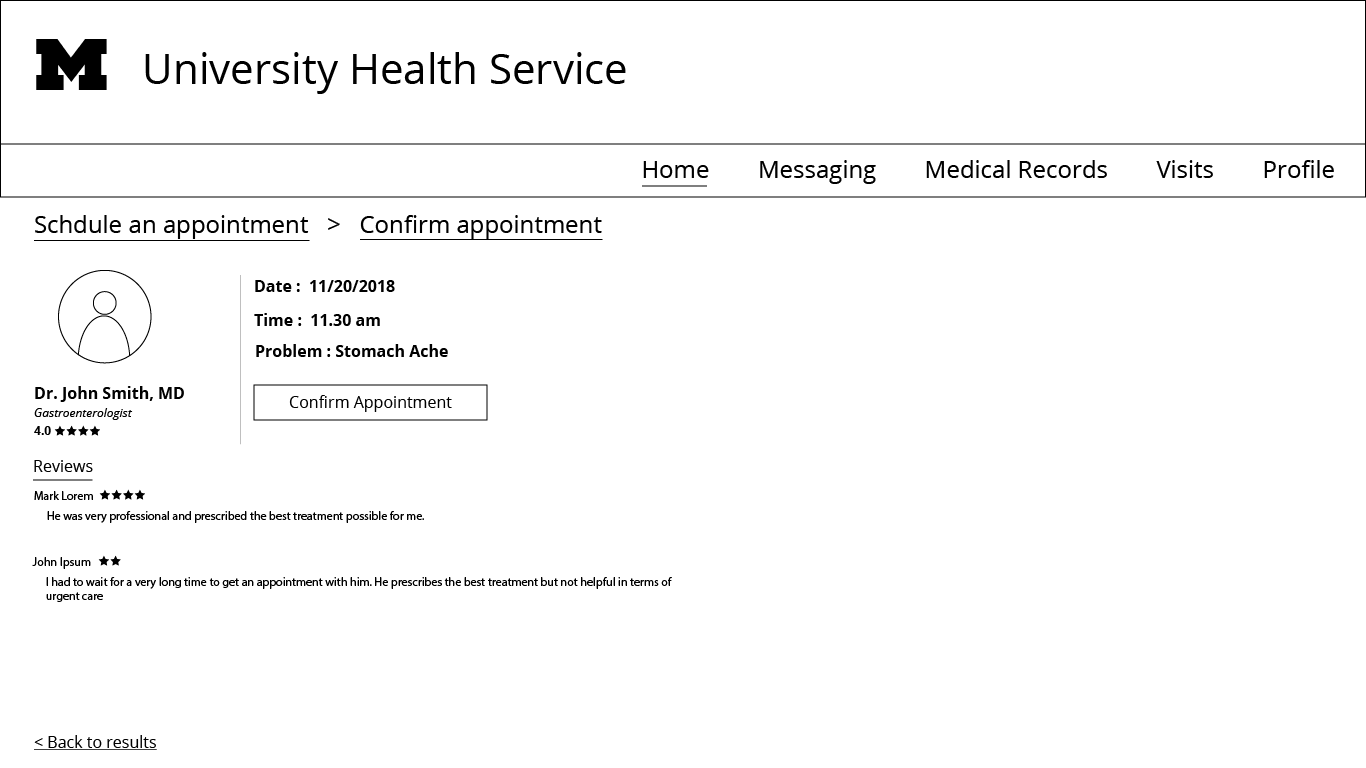 M University Health Service
Home Messaging Medical Records Visits Profile
Schdule an appointment > Confirm appointment
Date : 11/20/2018
Time : 11.30 am
Problem : Stomach Ache
Confirm Appointment
Dr. John Smith, MD
Gastroenterologist
4.0 ★★★★
Reviews
Mark Lorem ★★★★
He was very professional and prescribed the best treatment possible for me.
John Ipsum ★★
I had to wait for a very long time to get an appointment with him. He prescribes the best treatment but not helpful in terms of
urgent care
< Back to results